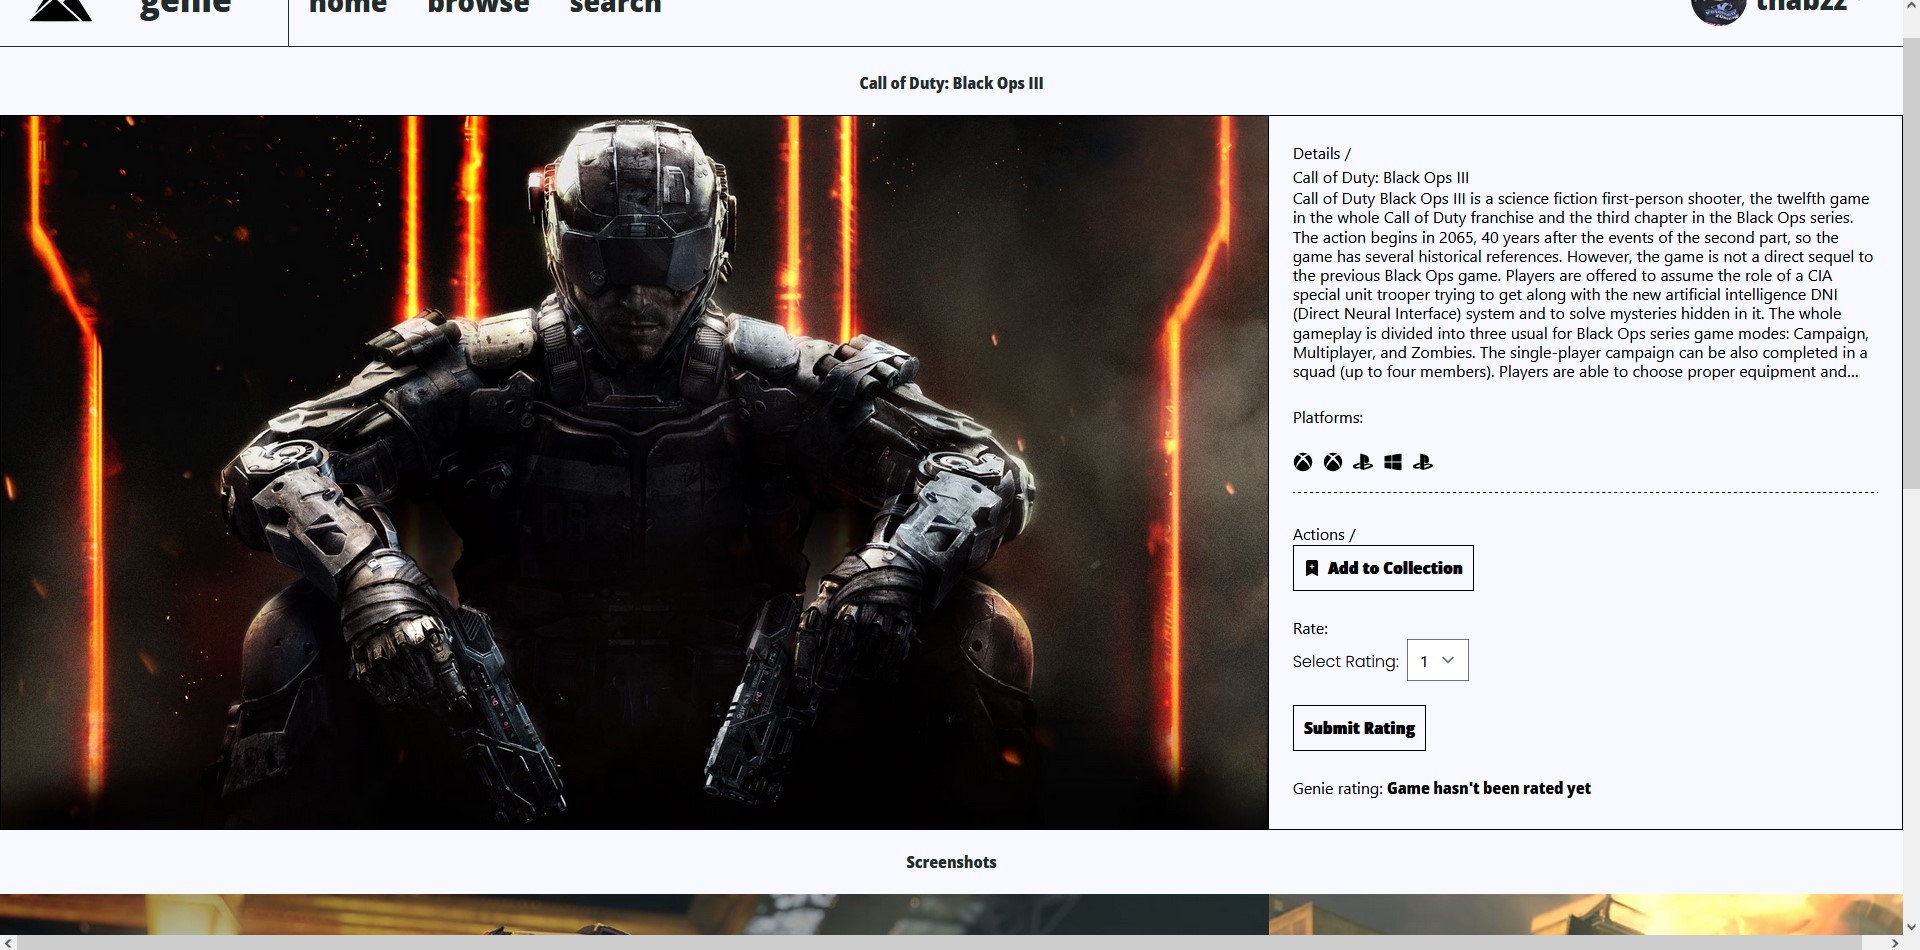 genie
home browse search
thabzz
Call of Duty: Black Ops III
Details /
Call of Duty: Black Ops III
Call of Duty Black Ops III is a science fiction first-person shooter, the twelfth game
in the whole Call of Duty franchise and the third chapter in the Black Ops series.
The action begins in 2065, 40 years after the events of the second part, so the
game has several historical references. However, the game is not a direct sequel to
the previous Black Ops game. Players are offered to assume the role of a CIA
special unit trooper trying to get along with the new artificial intelligence DNI
(Direct Neural Interface) system and to solve mysteries hidden in it. The whole
gameplay is divided into three usual for Black Ops series game modes: Campaign,
Multiplayer, and Zombies. The single-player campaign can be also completed in a
squad (up to four members). Players are able to choose proper equipment and...
Platforms:
Actions /
Add to Collection
Rate:
Select Rating: 1
Submit Rating
Genie rating: Game hasn't been rated yet
Screenshots